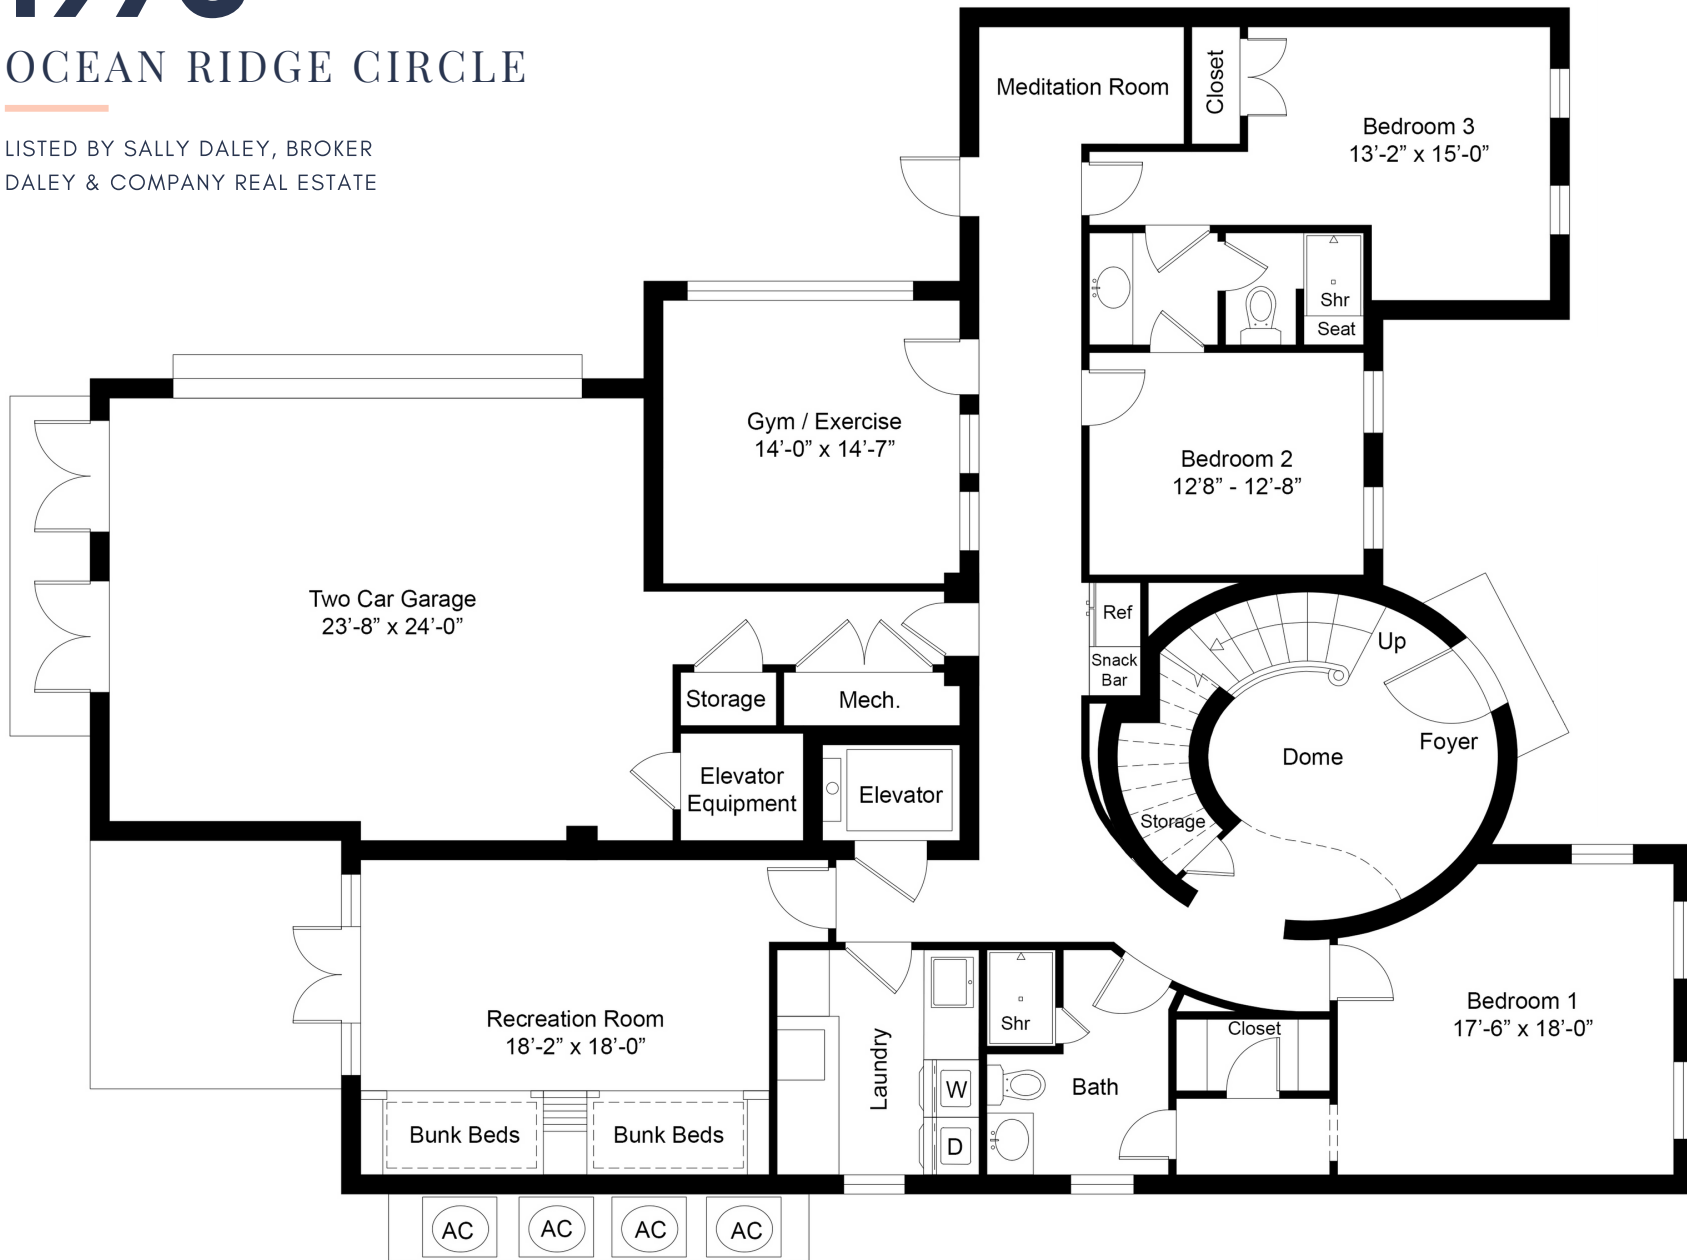 OCEAN RIDGE CIRCLE
LISTED BY SALLY DALEY, BROKER
DALEY & COMPANY REAL ESTATE
Meditation Room
Closet
Bedroom 3
13’-2” x 15’-0”
Shr
Seat
Gym / Exercise
14’-0” x 14’-7”
Bedroom 2
12’8” - 12’-8”
Two Car Garage
23’-8” x 24’-0”
Ref
Snack
Bar
Up
Storage
Mech.
Foyer
Dome
Elevator
Equipment
Elevator
Storage
Recreation Room
18’-2” x 18’-0”
Laundry
Shr
Closet
Bedroom 1
17’-6” x 18’-0”
Bath
W
D
Bunk Beds
Bunk Beds
AC
AC
AC
AC